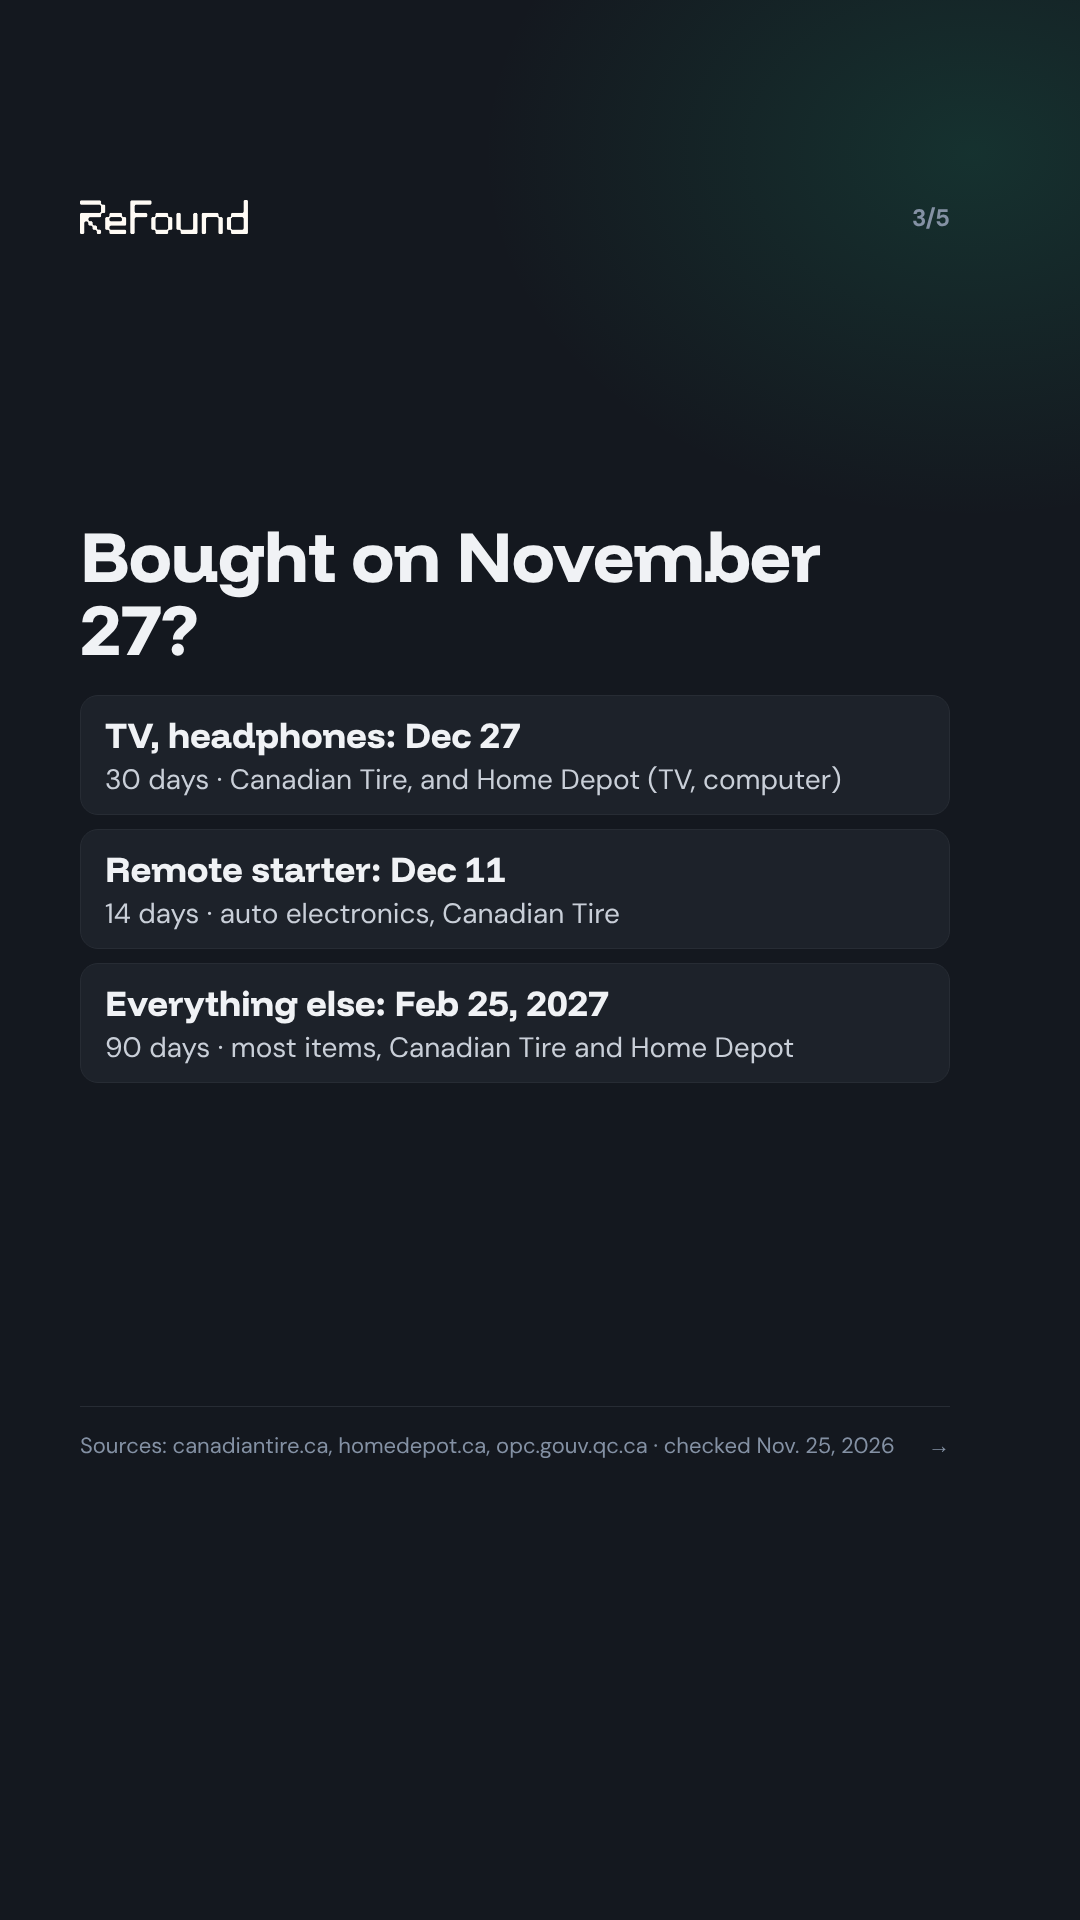 ReFound
3/5
Bought on November
27?
TV, headphones: Dec 27
30 days · Canadian Tire, and Home Depot (TV, computer)
Remote starter: Dec 11
14 days · auto electronics, Canadian Tire
Everything else: Feb 25, 2027
90 days · most items, Canadian Tire and Home Depot
Sources: canadiantire.ca, homedepot.ca, opc.gouv.qc.ca · checked Nov. 25, 2026 →